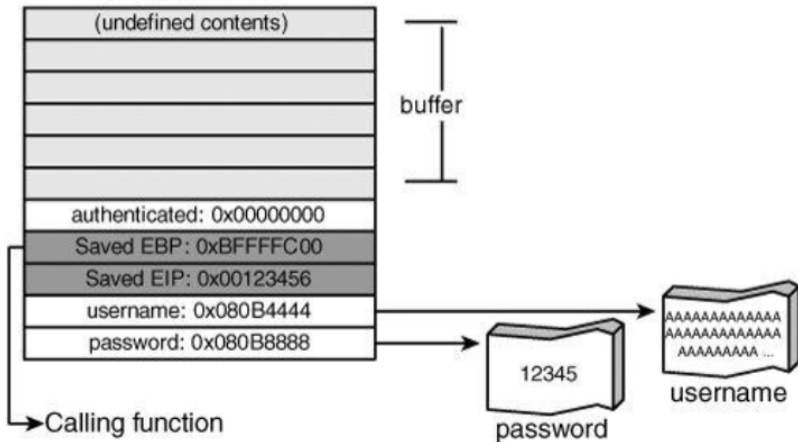 (undefined contents)
buffer
authenticated: 0x00000000
Saved EBP: 0xBFFFFC00
Saved EIP: 0x00123456
username: 0x080B4444
password: 0x080B8888
AAAAAAAAAAAAA
AAAAAAAAAAAAA
AAAAAAAAA ...
12345
username
Calling function
password